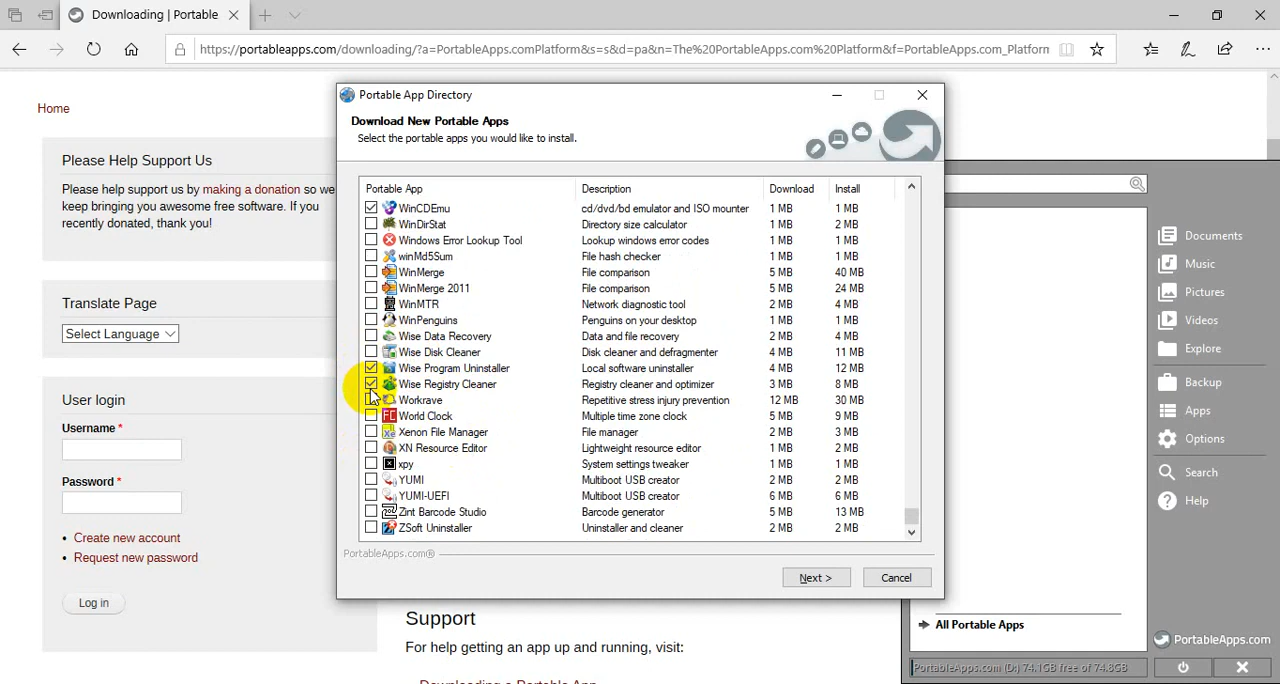 Downloading | Portable
https://portableapps.com/downloading/?a=PortableApps.comPlatform&s=s&d=pa&n=The%20PortableApps.com%20Platform&f=PortableApps.com_Platform
Home
Please Help Support Us
Please help support us by making a donation so we
keep bringing you awesome free software. If you
recently donated, thank you!
Translate Page
Select Language
User login
Username *
Password *
• Create new account
• Request new password
Log in
Portable App Directory
Download New Portable Apps
Select the portable apps you would like to install.
Portable App Description Download Install
WinCDEmu cd/dvd/bd emulator and ISO mounter 1 MB 1 MB
WinDirStat Directory size calculator 1 MB 2 MB
Windows Error Lookup Tool Lookup windows error codes 1 MB 1 MB
winMd5Sum File hash checker 1 MB 1 MB
WinMerge File comparison 5 MB 40 MB
WinMerge 2011 File comparison 5 MB 24 MB
WinMTR Network diagnostic tool 2 MB 4 MB
WinPenguins Penguins on your desktop 1 MB 1 MB
Wise Data Recovery Data and file recovery 2 MB 4 MB
Wise Disk Cleaner Disk cleaner and defragmenter 4 MB 11 MB
Wise Program Uninstaller Local software uninstaller 4 MB 12 MB
Wise Registry Cleaner Registry cleaner and optimizer 3 MB 8 MB
Workrave Repetitive stress injury prevention 12 MB 30 MB
World Clock Multiple time zone clock 5 MB 9 MB
Xenon File Manager File manager 2 MB 3 MB
XN Resource Editor Lightweight resource editor 1 MB 2 MB
xpy System settings tweaker 1 MB 1 MB
YUMI Multiboot USB creator 2 MB 2 MB
YUMI-UEFI Multiboot USB creator 6 MB 6 MB
Zint Barcode Studio Barcode generator 5 MB 13 MB
ZSoft Uninstaller Uninstaller and cleaner 2 MB 2 MB
PortableApps.com®
Next >
Cancel
Support
For help getting an app up and running, visit:
Downloading a Portable App
Documents
Music
Pictures
Videos
Explore
Backup
Apps
Options
Search
Help
All Portable Apps
PortableApps.com
PortableApps.com (D:) 74.1GB free of 74.8GB